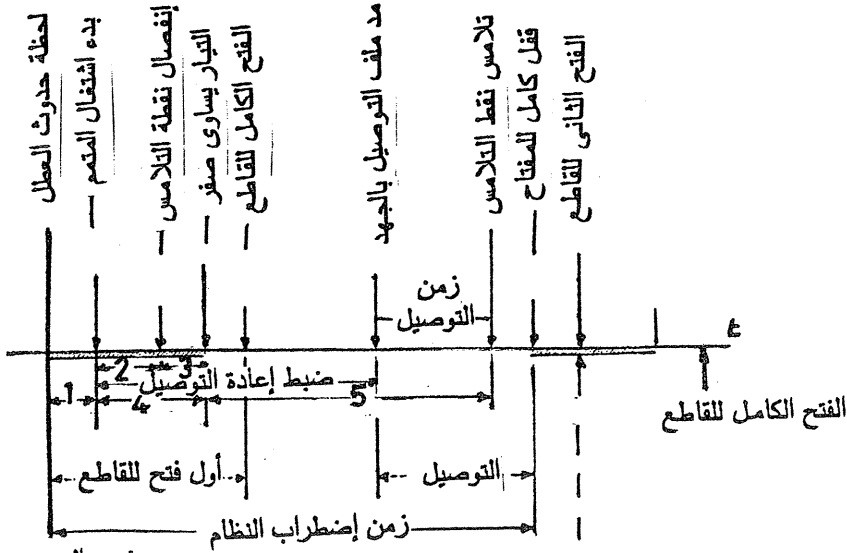 لحظة حدوث العطل
بدء اشتغال المتمم
إنفصال نقطة التلامس
التيار يساوى صفر
الفتح الكامل للقاطع
مد ملف التوصيل بالجهد
تلامس نقط التلامس
قفل كامل للمفتاح
الفتح الثانى للقاطع
زمن
التوصيل
t
2 3
ضبط إعادة التوصيل
1 4 5
الفتح الكامل للقاطع
أول فتح للقاطع
التوصيل
زمن إضطراب النظام